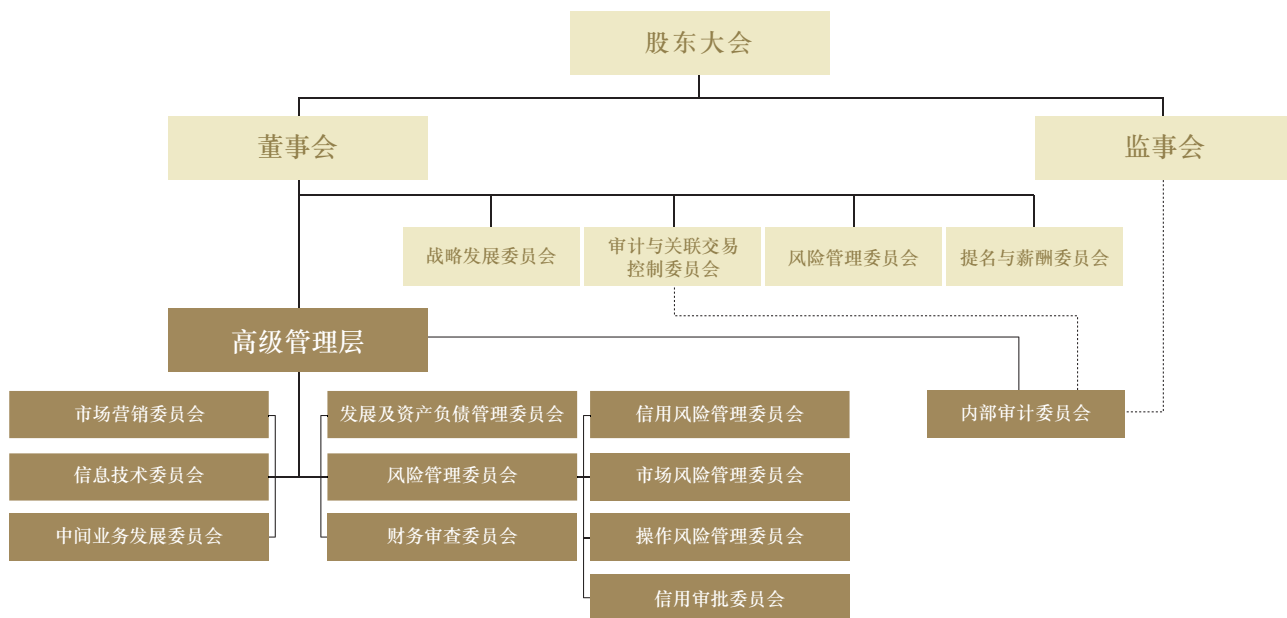 股东大会
董事会
监事会
战略发展委员会
审计与关联交易
控制委员会
风险管理委员会
提名与薪酬委员会
高级管理层
市场营销委员会
发展及资产负债管理委员会
信用风险管理委员会
内部审计委员会
信息技术委员会
风险管理委员会
市场风险管理委员会
中间业务发展委员会
财务审查委员会
操作风险管理委员会
信用审批委员会